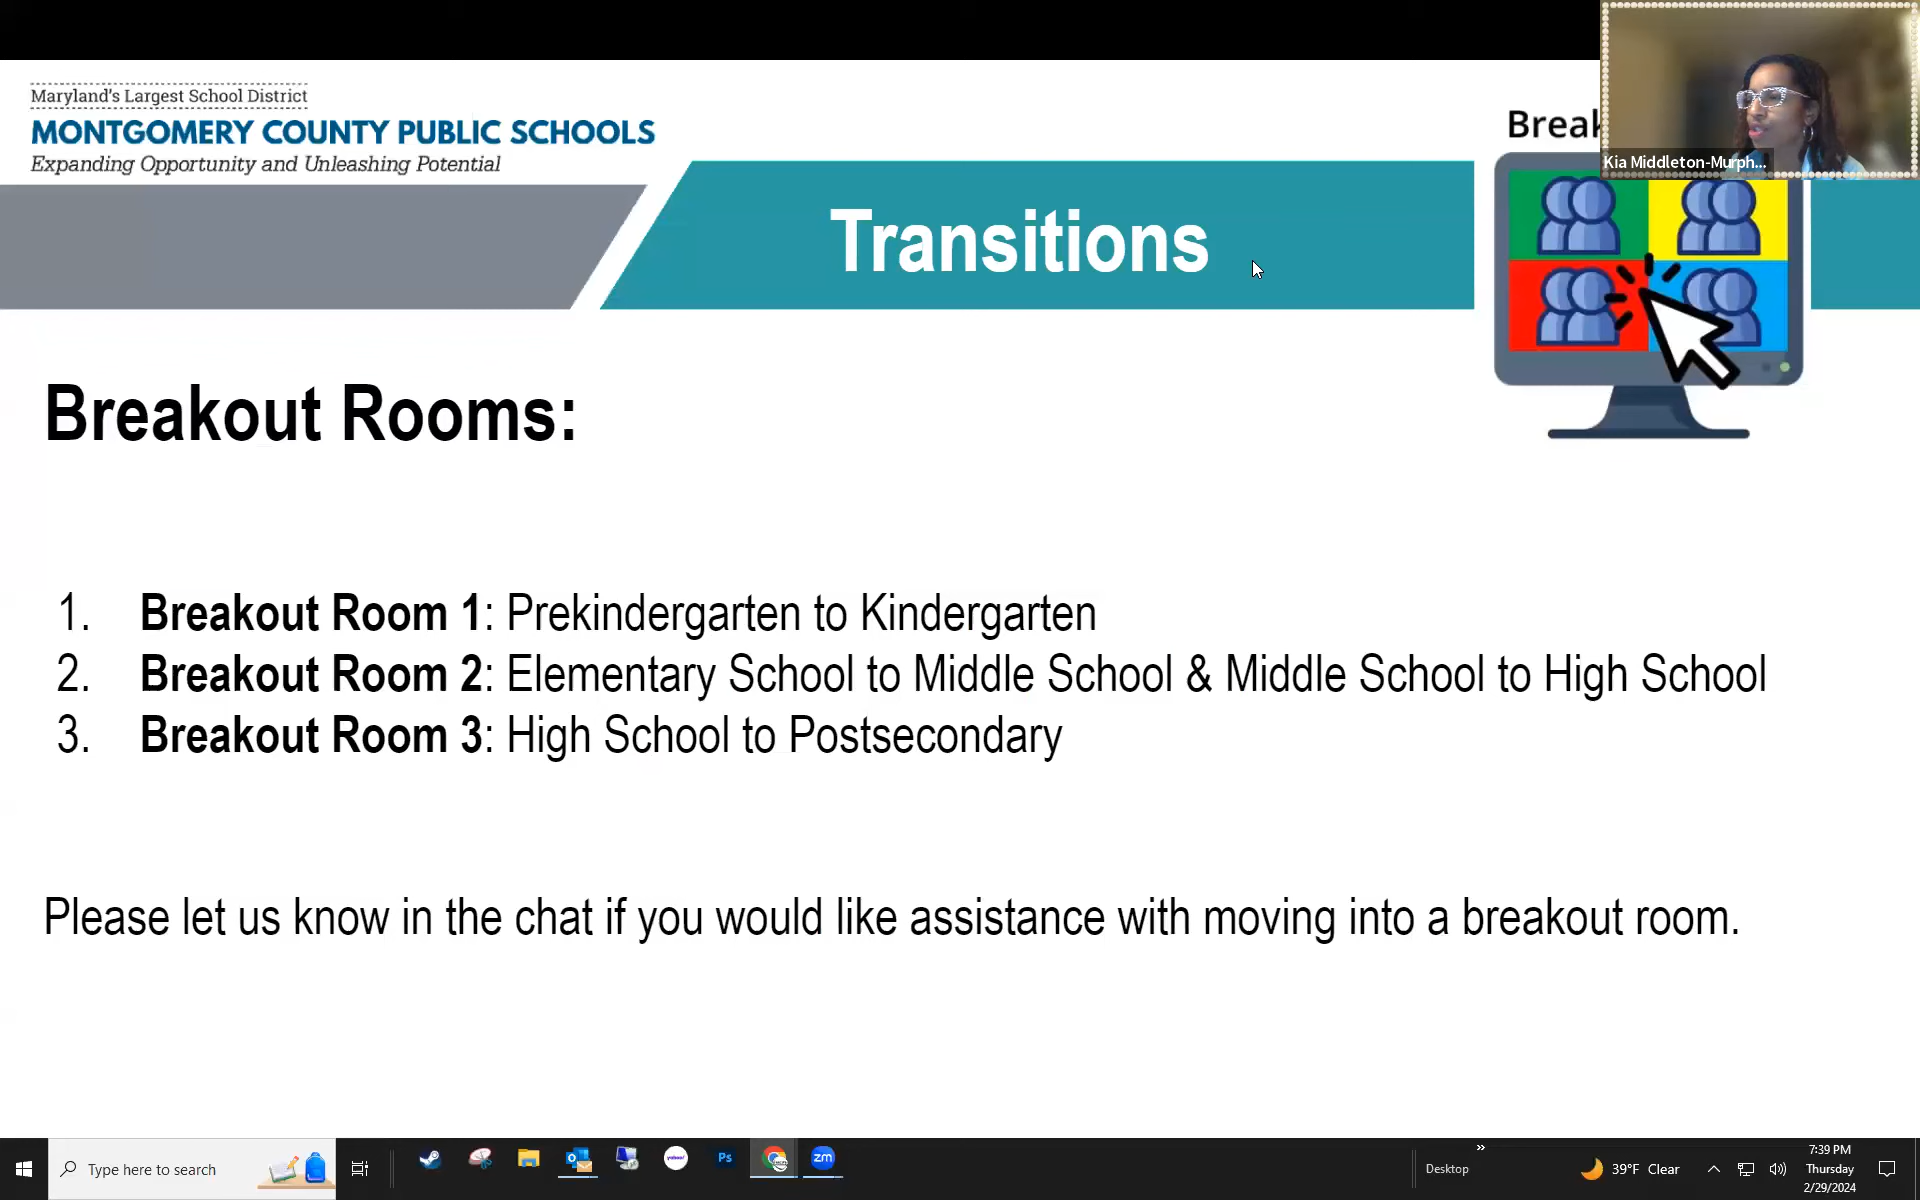 Maryland's Largest School District
MONTGOMERY COUNTY PUBLIC SCHOOLS
Expanding Opportunity and Unleashing Potential
Kia Middleton-Murph...
Transitions
Breakout Rooms:
1. Breakout Room 1: Prekindergarten to Kindergarten
2. Breakout Room 2: Elementary School to Middle School & Middle School to High School
3. Breakout Room 3: High School to Postsecondary
Please let us know in the chat if you would like assistance with moving into a breakout room.
Type here to search
yahoo!
Ps
zm
Desktop
39°F Clear
7:39 PM
Thursday
2/29/2024